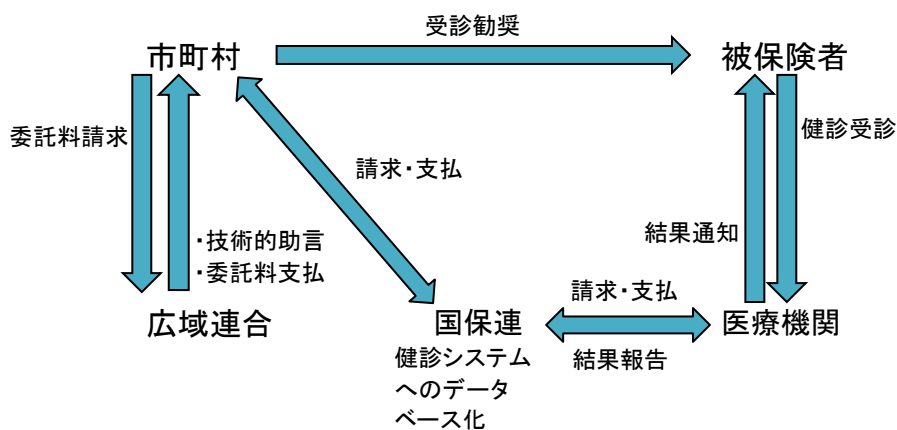 受診勧奨
市町村
被保険者
委託料請求
健診受診
請求・支払
・技術的助言
・委託料支払
結果通知
請求・支払
広域連合
国保連
医療機関
健診システム
へのデータ
ベース化
結果報告